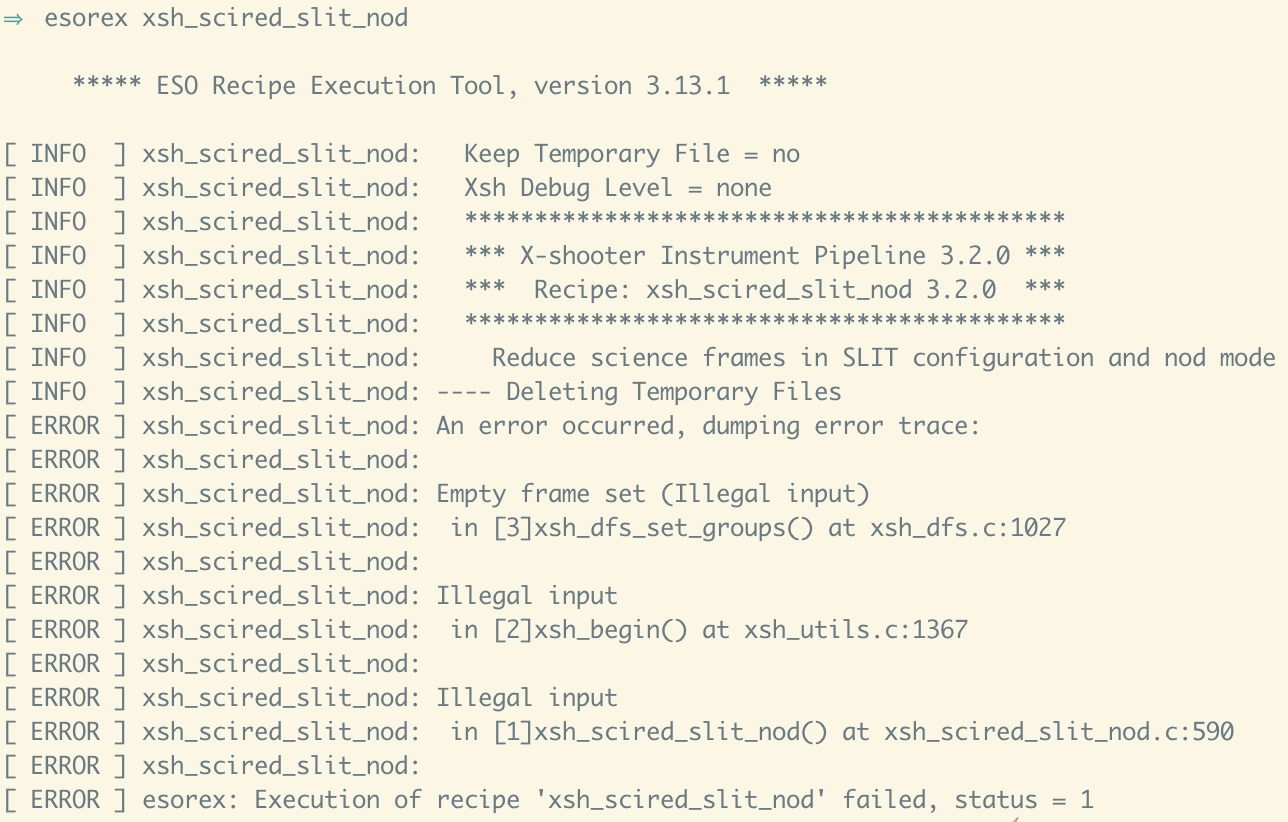 ⇒ esorex xsh_scired_slit_nod
***** ESO Recipe Execution Tool, version 3.13.1 *****
[ INFO ] xsh_scired_slit_nod: Keep Temporary File = no
[ INFO ] xsh_scired_slit_nod: Xsh Debug Level = none
[ INFO ] xsh_scired_slit_nod: *******************************************
[ INFO ] xsh_scired_slit_nod: *** X-shooter Instrument Pipeline 3.2.0 ***
[ INFO ] xsh_scired_slit_nod: *** Recipe: xsh_scired_slit_nod 3.2.0 ***
[ INFO ] xsh_scired_slit_nod: *******************************************
[ INFO ] xsh_scired_slit_nod: Reduce science frames in SLIT configuration and nod mode
[ INFO ] xsh_scired_slit_nod: ---- Deleting Temporary Files
[ ERROR ] xsh_scired_slit_nod: An error occurred, dumping error trace:
[ ERROR ] xsh_scired_slit_nod:
[ ERROR ] xsh_scired_slit_nod: Empty frame set (Illegal input)
[ ERROR ] xsh_scired_slit_nod: in [3]xsh_dfs_set_groups() at xsh_dfs.c:1027
[ ERROR ] xsh_scired_slit_nod:
[ ERROR ] xsh_scired_slit_nod: Illegal input
[ ERROR ] xsh_scired_slit_nod: in [2]xsh_begin() at xsh_utils.c:1367
[ ERROR ] xsh_scired_slit_nod:
[ ERROR ] xsh_scired_slit_nod: Illegal input
[ ERROR ] xsh_scired_slit_nod: in [1]xsh_scired_slit_nod() at xsh_scired_slit_nod.c:590
[ ERROR ] xsh_scired_slit_nod:
[ ERROR ] esorex: Execution of recipe 'xsh_scired_slit_nod' failed, status = 1